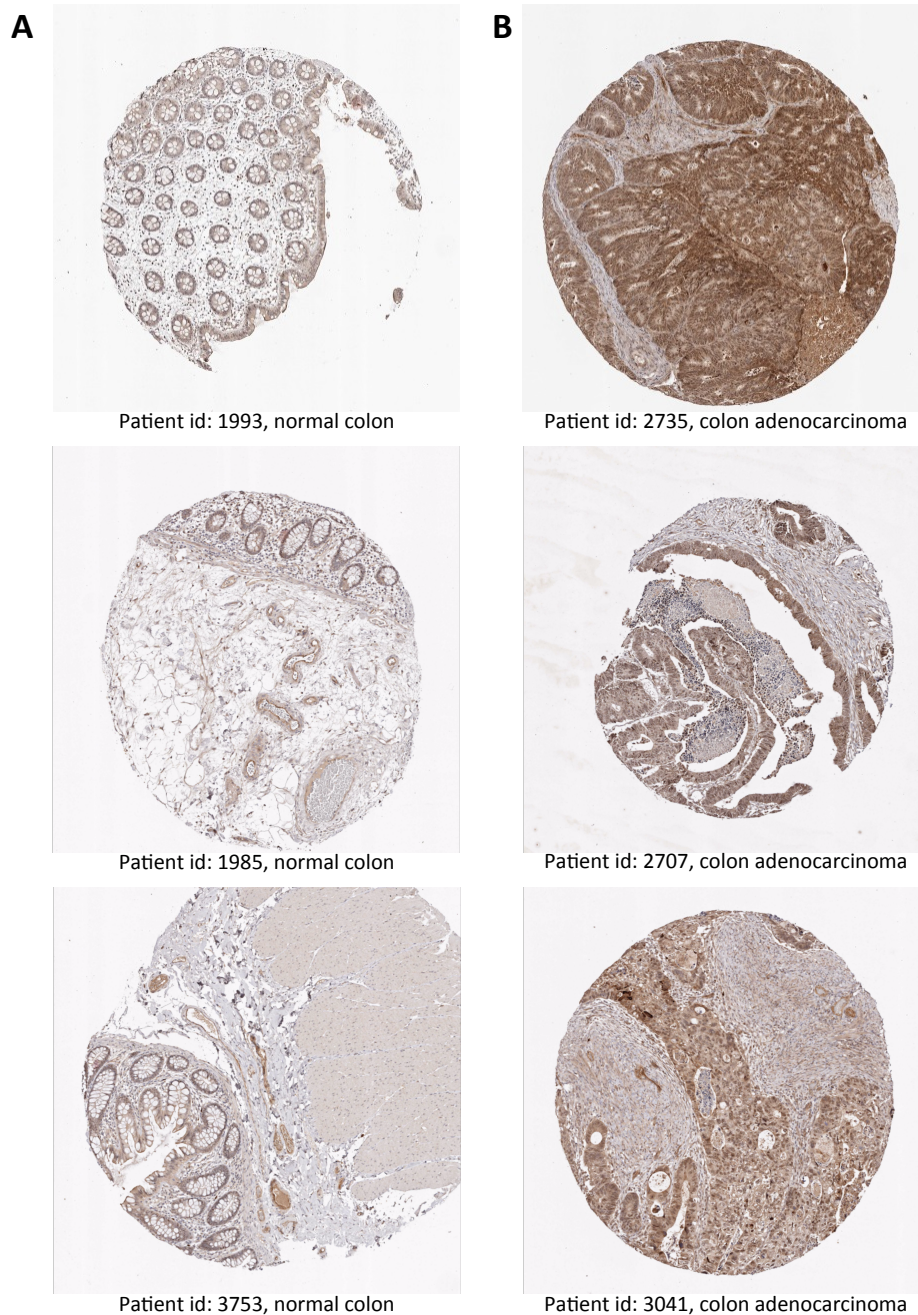 A
B
Patient id: 1993, normal colon
Patient id: 2735, colon adenocarcinoma
Patient id: 1985, normal colon
Patient id: 2707, colon adenocarcinoma
Patient id: 3753, normal colon
Patient id: 3041, colon adenocarcinoma